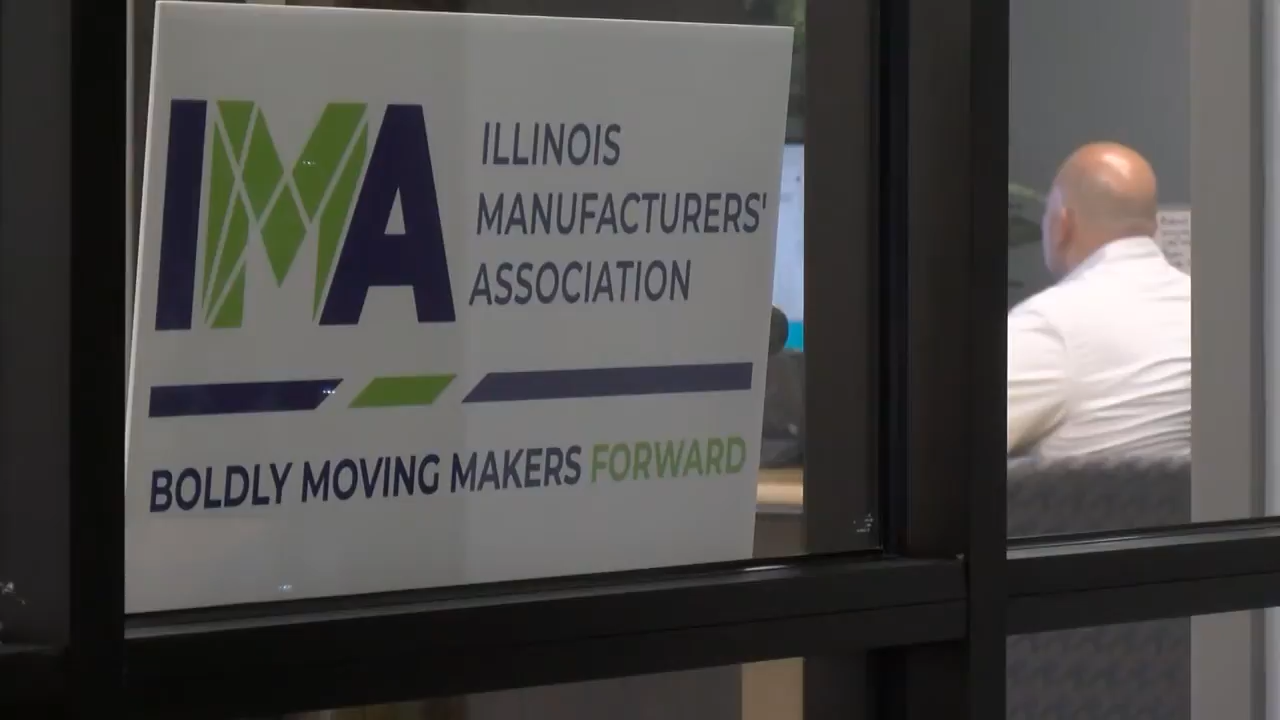 IMA
ILLINOIS
MANUFACTURERS'
ASSOCIATION
BOLDLY MOVING MAKERS FORWARD